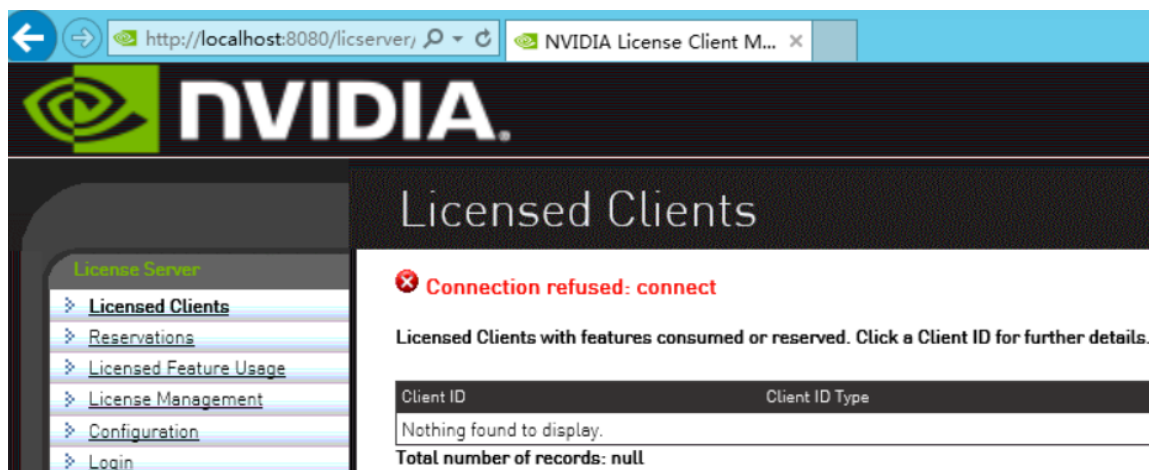 http://localhost:8080/licserver/
NVIDIA License Client M...
NVIDIA.
Licensed Clients
License Server
Licensed Clients
Reservations
Licensed Feature Usage
License Management
Configuration
Login
Connection refused: connect
Licensed Clients with features consumed or reserved. Click a Client ID for further details.
Client ID Client ID Type
Nothing found to display.
Total number of records: null